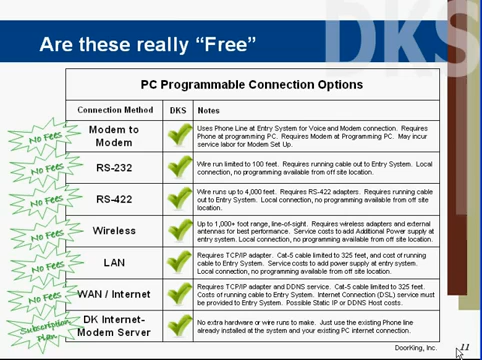 DKS
Are these really “Free”
PC Programmable Connection Options
Connection Method DKS Notes
No Fees
Modem to
Modem
Uses Phone Line at Entry System for Voice and Modem connection. Requires
Phone at programming PC. Requires Modem at Programming PC. May incur
service labor for Modem Set Up.
No Fees
RS-232
Wire run limited to 100 feet. Requires running cable out to Entry System. Local
connection, no programming available from off site location.
No Fees
RS-422
Wire runs up to 4,000 feet. Requires RS-422 adapters. Requires running cable
out to Entry System. Local connection, no programming available from off site
location.
No Fees
Wireless
Up to 1,000+ foot range, line-of-sight. Requires wireless adapters and external
antennas for best performance. Service costs to add Additional Power supply at
entry system. Local connection, no programming available from off site location.
No Fees
LAN
Requires TCP/IP adapter. Cat-5 cable limited to 325 feet, and cost of running
cable to Entry System. Service costs to add power supply at entry system.
Local connection, no programming available from off site location.
No Fees
WAN / Internet
Requires TCP/IP adapter and DDNS service. Cat-5 cable limited to 325 feet.
Costs of running cable to Entry System. Internet Connection (DSL) service must
be provided to Entry System. Possible Static IP or DDNS Host costs.
Subscription
Plan
DK Internet-
Modem Server
No extra hardware or wire runs to make. Just use the existing Phone line
already installed at the system and your existing PC internet connection.
DoorKing, Inc. 11